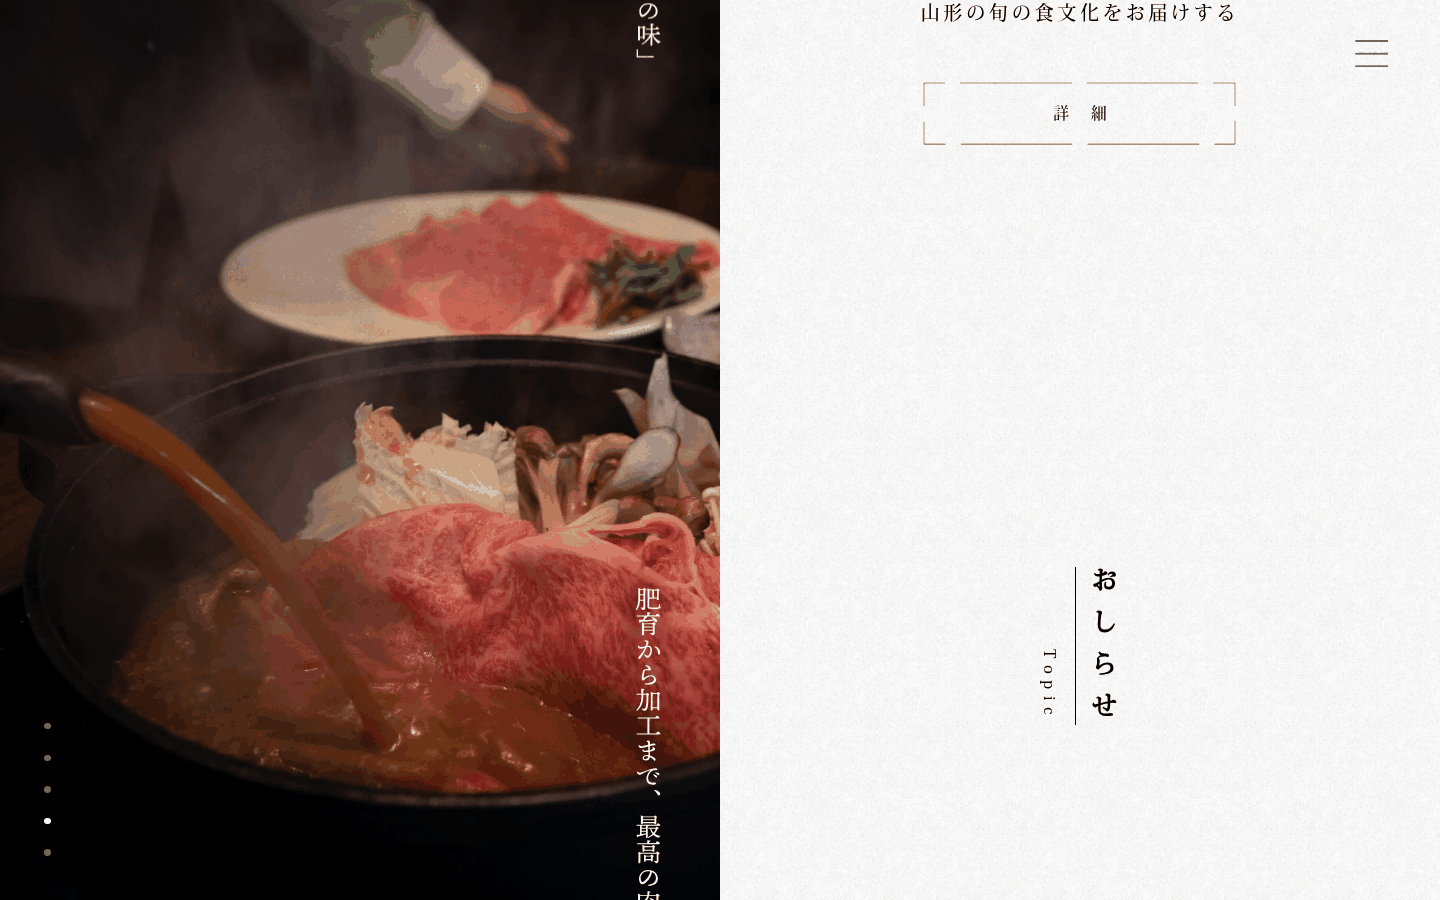 の味」
肥育から加工まで、最高の肉
山形の旬の食文化をお届けする
詳細
おしらせ
Topic